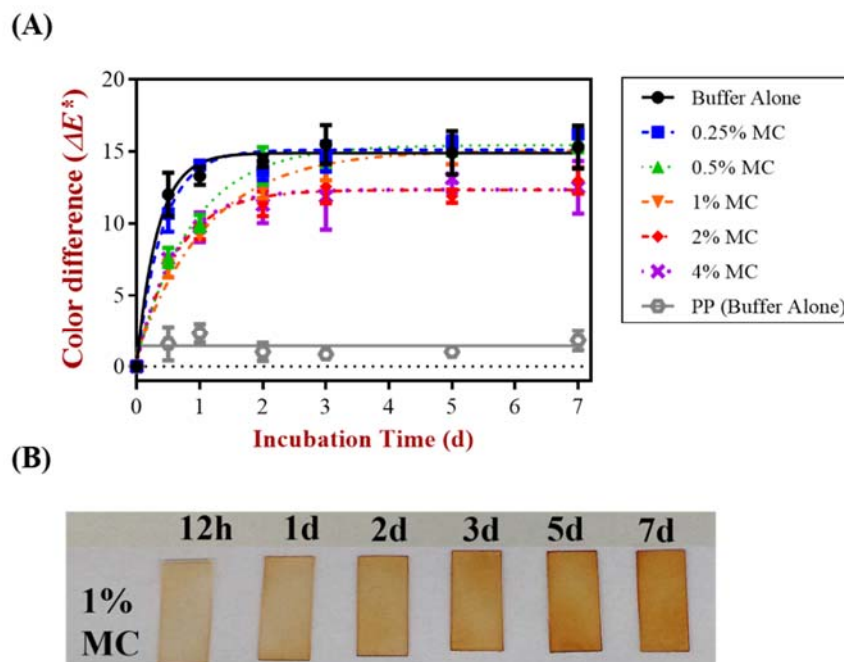 (A)
20
15
10
5
0
Color difference (ΔE*)
0 1 2 3 4 5 6 7
Incubation Time (d)
Buffer Alone
0.25% MC
0.5% MC
1% MC
2% MC
4% MC
PP (Buffer Alone)
(B)
12h 1d 2d 3d 5d 7d
1%
MC